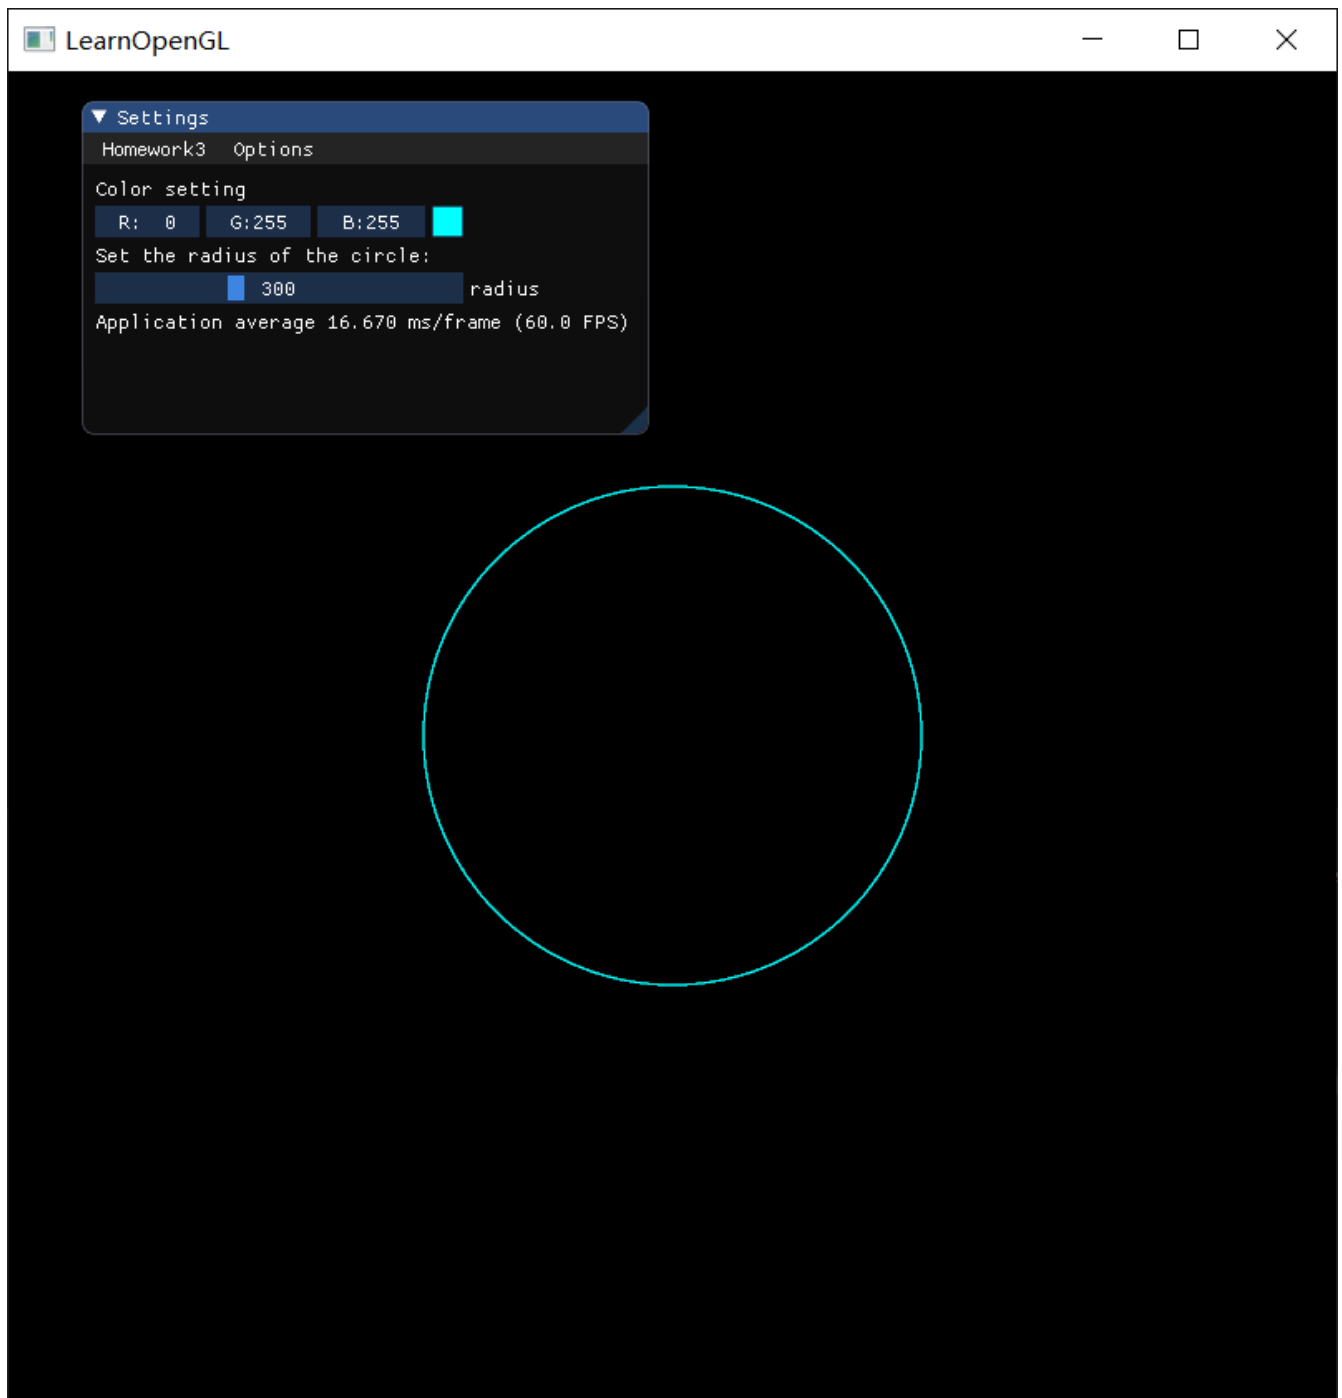 LearnOpenGL
Settings
Homework3 Options
Color setting
R: 0 G:255 B:255
Set the radius of the circle:
300 radius
Application average 16.670 ms/frame (60.0 FPS)